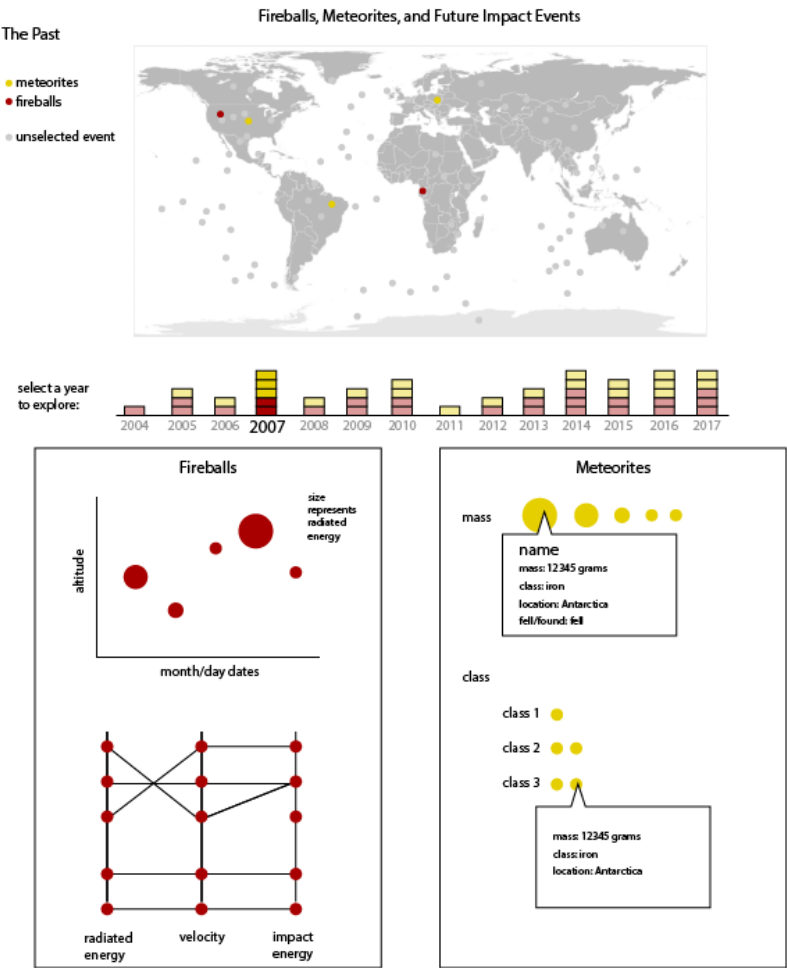 Fireballs, Meteorites, and Future Impact Events
The Past
meteorites
fireballs
unselected event
select a year
to explore:
2004 2005 2006 2007 2008 2009 2010 2011 2012 2013 2014 2015 2016 2017
Fireballs
size
represents
radiated
energy
altitude
month/day dates
radiated
energy
velocity
impact
energy
Meteorites
mass
name
mass: 12345 grams
class: iron
location: Antarctica
fell/found: fell
class
class 1
class 2
class 3
mass: 12345 grams
class: iron
location: Antarctica